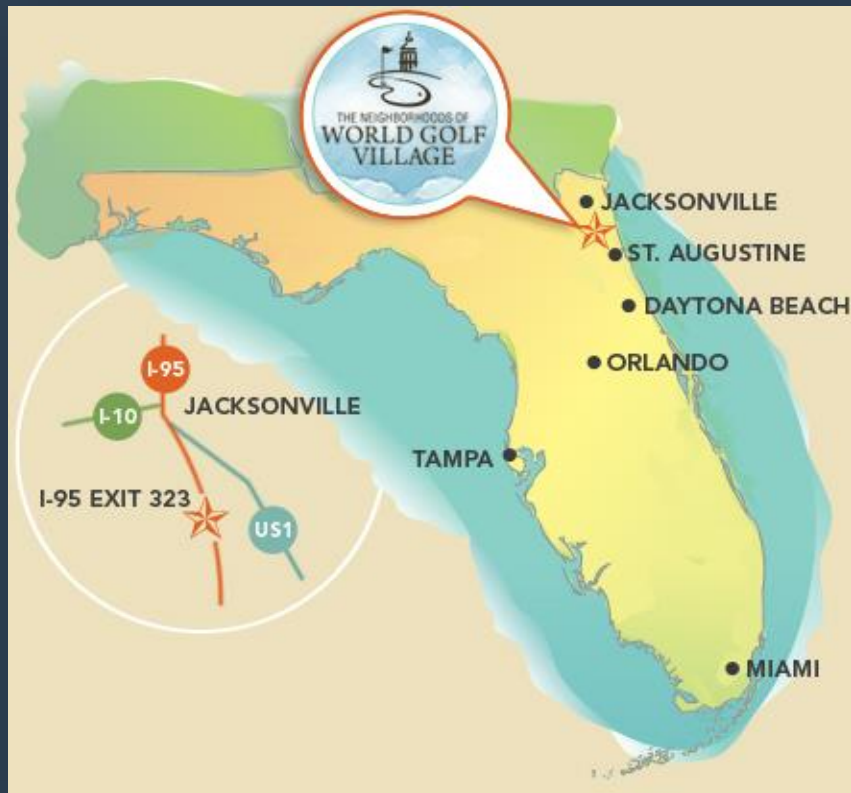 THE NEIGHBORHOODS OF
WORLD GOLF
VILLAGE
JACKSONVILLE
ST. AUGUSTINE
DAYTONA BEACH
ORLANDO
TAMPA
MIAMI
I-95
I-10
JACKSONVILLE
I-95 EXIT 323
US1